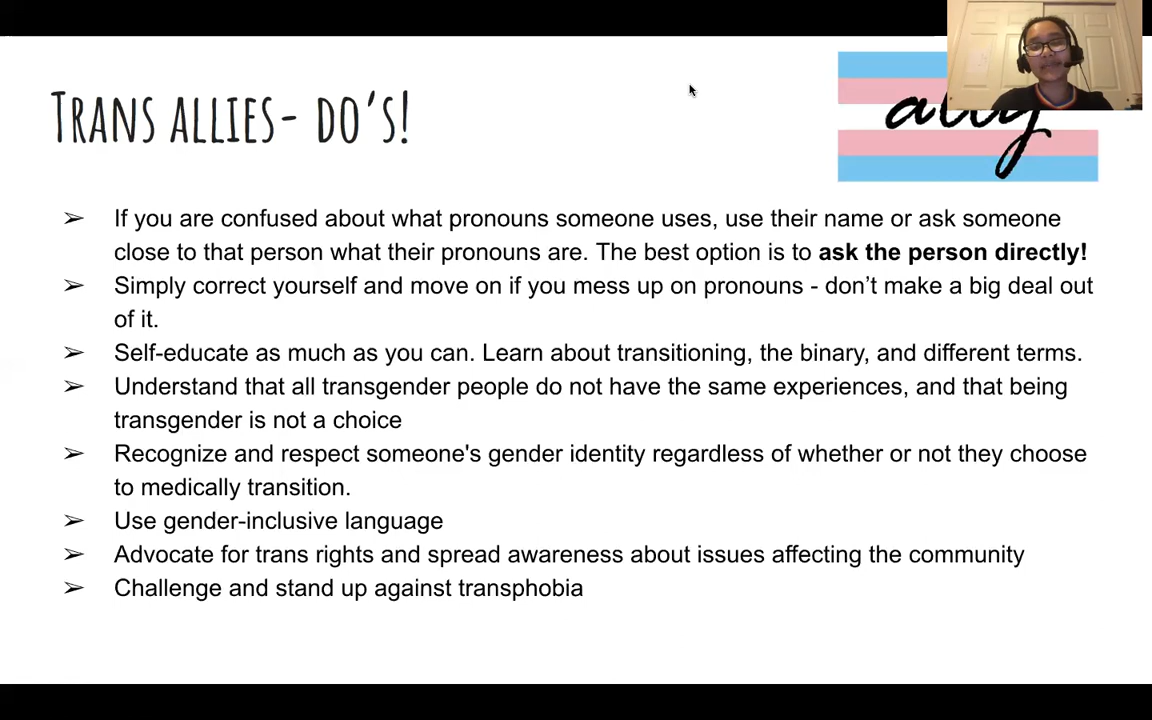 TRANS ALLIES- DO'S!
ally
➢ If you are confused about what pronouns someone uses, use their name or ask someone
close to that person what their pronouns are. The best option is to ask the person directly!
➢ Simply correct yourself and move on if you mess up on pronouns - don't make a big deal out
of it.
➢ Self-educate as much as you can. Learn about transitioning, the binary, and different terms.
➢ Understand that all transgender people do not have the same experiences, and that being
transgender is not a choice
➢ Recognize and respect someone's gender identity regardless of whether or not they choose
to medically transition.
➢ Use gender-inclusive language
➢ Advocate for trans rights and spread awareness about issues affecting the community
➢ Challenge and stand up against transphobia